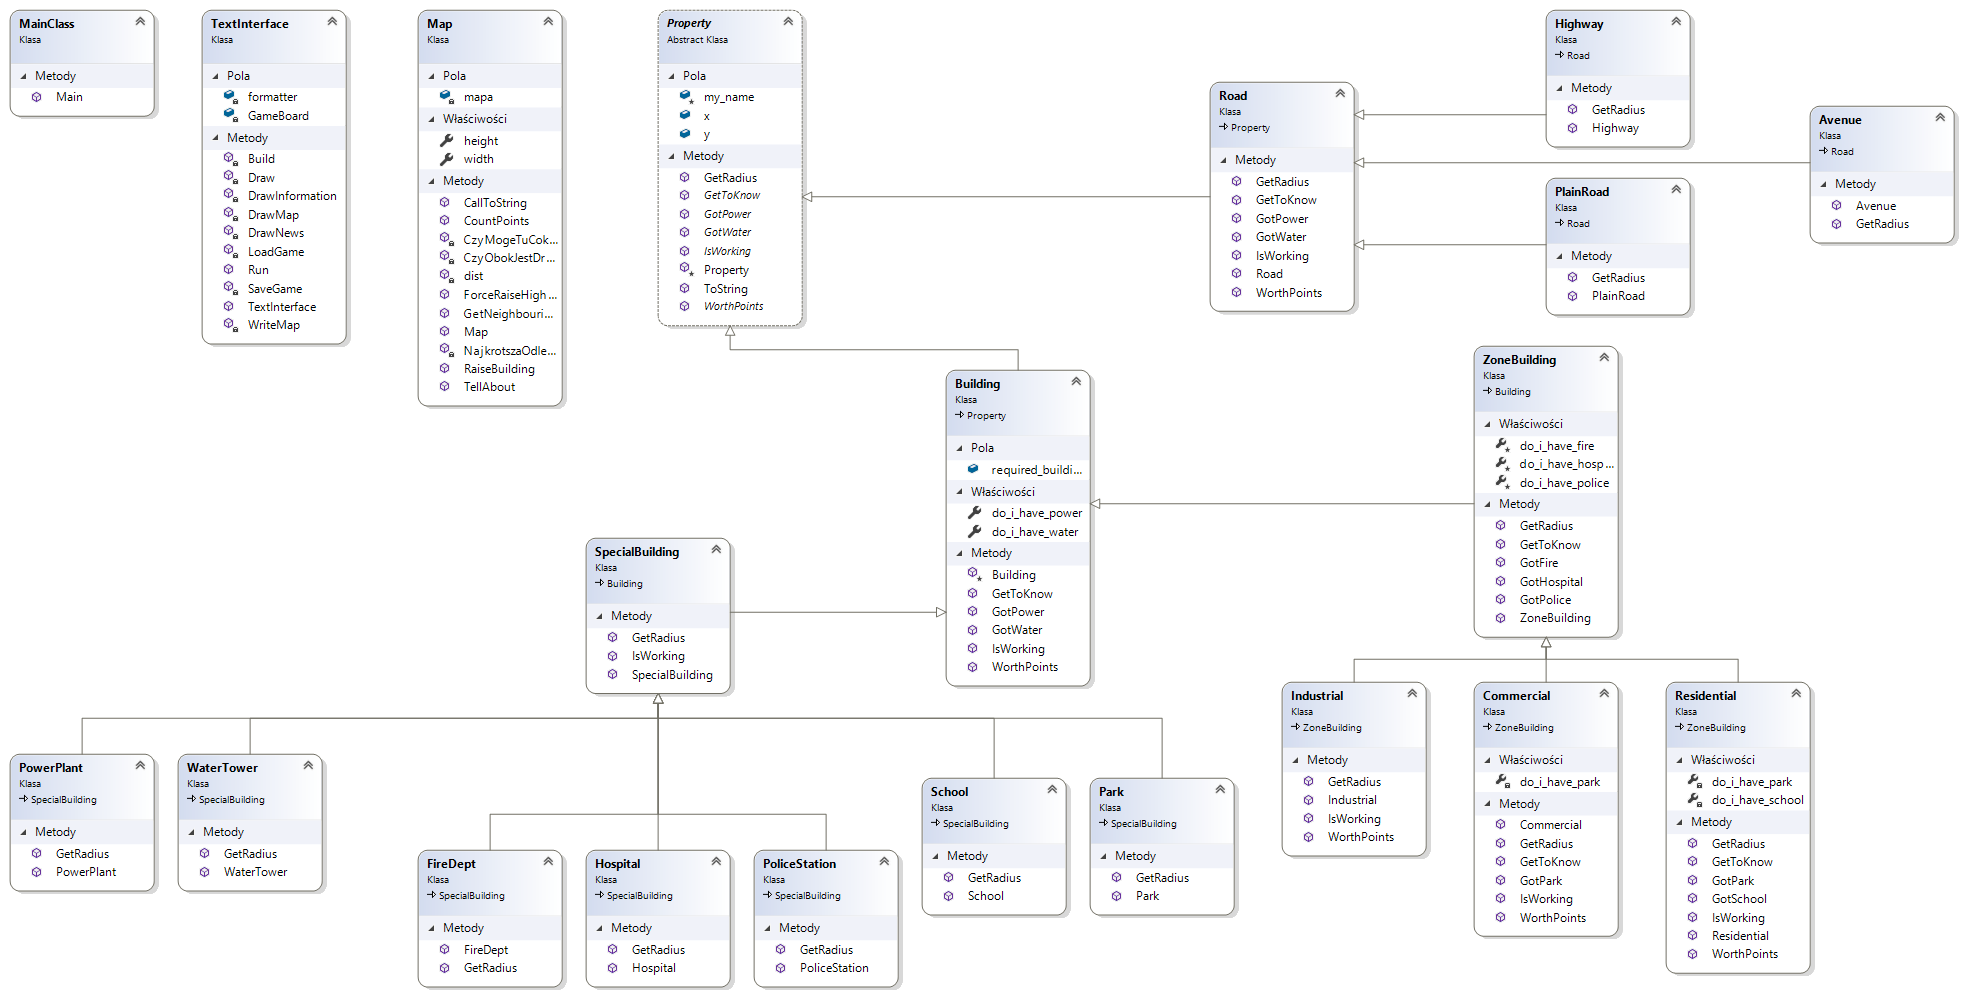 MainClass
Klasa
Metody
Main
TextInterface
Klasa
Pola
formatter
GameBoard
Metody
Build
Draw
DrawInformation
DrawMap
DrawNews
LoadGame
Run
SaveGame
TextInterface
WriteMap
Map
Klasa
Pola
mapa
Właściwości
height
width
Metody
CallToString
CountPoints
CzyMogeTuCok...
CzyObokJestDr...
dist
ForceRaiseHigh...
GetNeighbouri...
Map
NajkrotszaOdle...
RaiseBuilding
TellAbout
Property
Abstract Klasa
Pola
my_name
x
y
Metody
GetRadius
GetToKnow
GotPower
GotWater
IsWorking
Property
ToString
WorthPoints
Road
Klasa
Property
Metody
GetRadius
GetToKnow
GotPower
GotWater
IsWorking
Road
WorthPoints
Highway
Klasa
Road
Metody
GetRadius
Highway
Avenue
Klasa
Road
Metody
Avenue
GetRadius
PlainRoad
Klasa
Road
Metody
GetRadius
PlainRoad
Building
Klasa
Property
Pola
required_buildi...
Właściwości
do_i_have_power
do_i_have_water
Metody
Building
GetToKnow
GotPower
GotWater
IsWorking
WorthPoints
ZoneBuilding
Klasa
Building
Właściwości
do_i_have_fire
do_i_have_hosp...
do_i_have_police
Metody
GetRadius
GetToKnow
GotFire
GotHospital
GotPolice
ZoneBuilding
SpecialBuilding
Klasa
Building
Metody
GetRadius
IsWorking
SpecialBuilding
Industrial
Klasa
ZoneBuilding
Metody
GetRadius
Industrial
IsWorking
WorthPoints
Commercial
Klasa
ZoneBuilding
Właściwości
do_i_have_park
Metody
Commercial
GetRadius
GetToKnow
GotPark
IsWorking
WorthPoints
Residential
Klasa
ZoneBuilding
Właściwości
do_i_have_park
do_i_have_school
Metody
GetRadius
GetToKnow
GotPark
GotSchool
IsWorking
Residential
WorthPoints
PowerPlant
Klasa
SpecialBuilding
Metody
GetRadius
PowerPlant
WaterTower
Klasa
SpecialBuilding
Metody
GetRadius
WaterTower
FireDept
Klasa
SpecialBuilding
Metody
FireDept
GetRadius
Hospital
Klasa
SpecialBuilding
Metody
GetRadius
Hospital
PoliceStation
Klasa
SpecialBuilding
Metody
GetRadius
PoliceStation
School
Klasa
SpecialBuilding
Metody
GetRadius
School
Park
Klasa
SpecialBuilding
Metody
GetRadius
Park